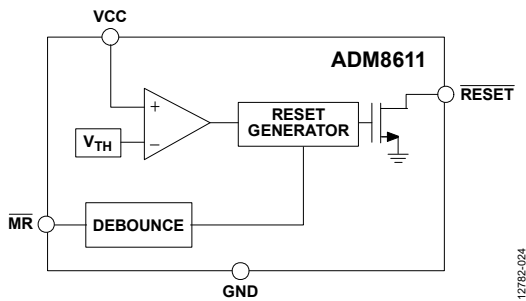 VCC
ADM8611
RESET
+
RESET
GENERATOR
VTH
–
MR
DEBOUNCE
GND
12782-024